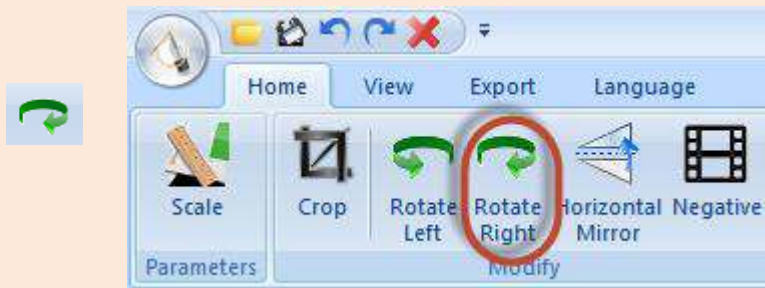 Home View Export Language
Scale Crop Rotate Left Rotate Right Horizontal Mirror Negative
Parameters Modify